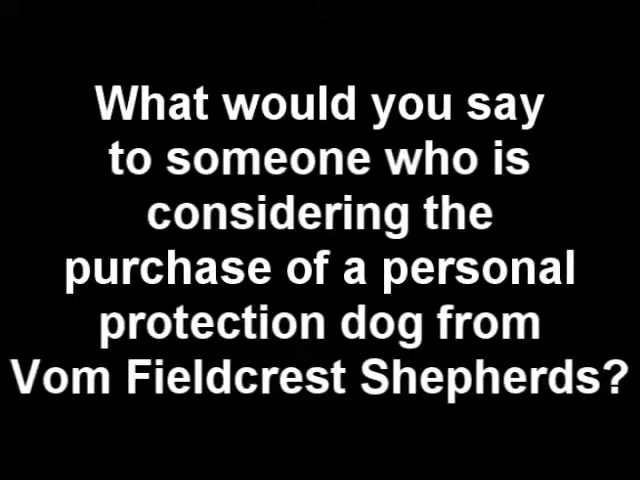 What would you say
to someone who is
considering the
purchase of a personal
protection dog from
Vom Fieldcrest Shepherds?